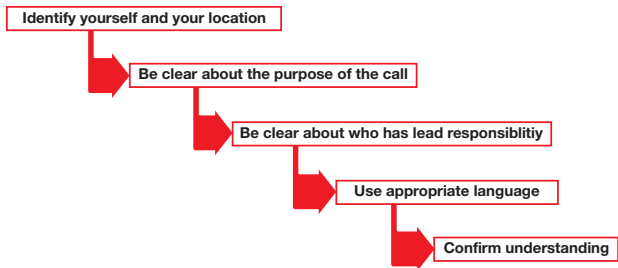 Identify yourself and your location
Be clear about the purpose of the call
Be clear about who has lead responsiblitiy
Use appropriate language
Confirm understanding